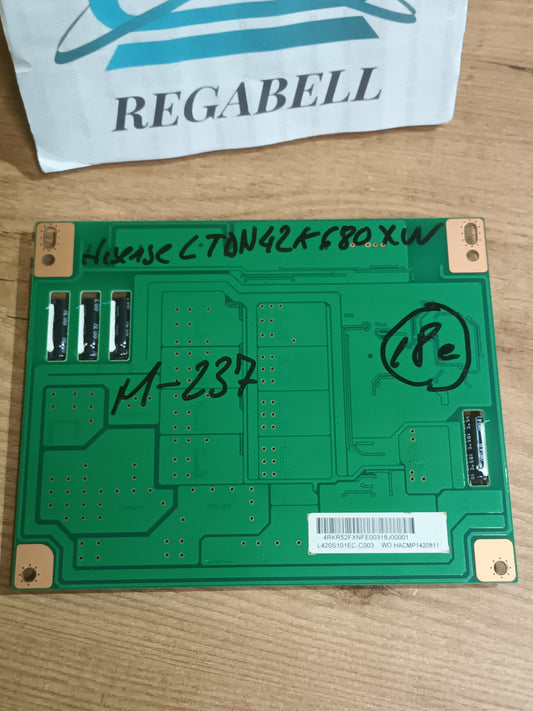 REGABELL
Hisense LTDN42K680XW
M-237
18e
4RKR52FXNFE00318J00001
L420S101EC-C003 WO:HACMP1420811